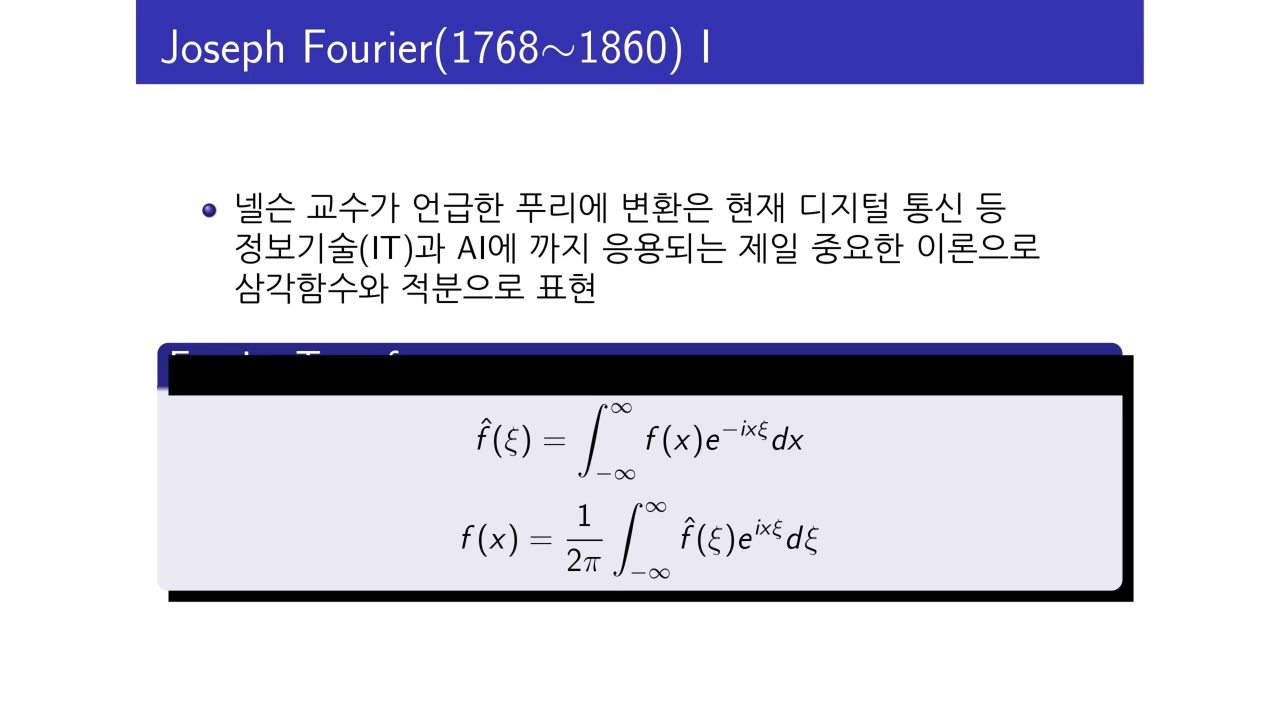 Joseph Fourier(1768∼1860) I
넬슨 교수가 언급한 푸리에 변환은 현재 디지털 통신 등
정보기술(IT)과 AI에 까지 응용되는 제일 중요한 이론으로
삼각함수와 적분으로 표현
f̂(ξ) = ∫_{−∞}^{∞} f(x)e^{−ixξ}dx
f(x) = \frac{1}{2π} ∫_{−∞}^{∞} f̂(ξ)e^{ixξ}dξ